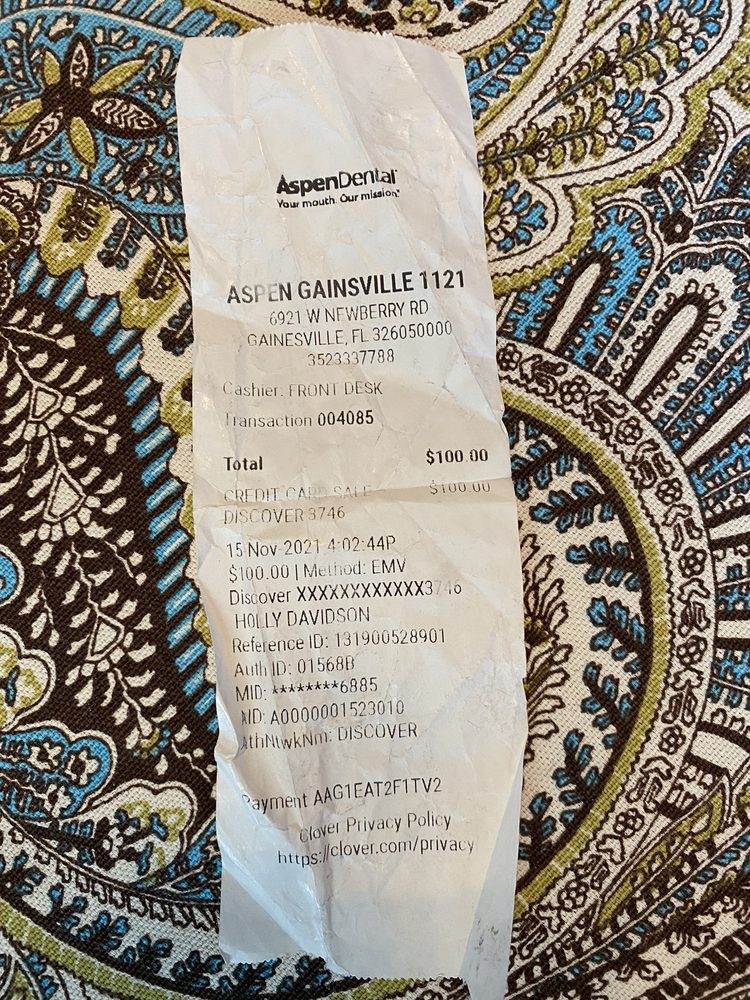 AspenDental
Your mouth. Our mission.
ASPEN GAINSVILLE 1121
6921 W NEWBERRY RD
GAINESVILLE, FL 326050000
3523337788
Cashier: FRONT DESK
Transaction 004085
Total $100.00
CREDIT CARD SALE $100.00
DISCOVER 3746
15-Nov-2021 4:02:44P
$100.00 | Method: EMV
Discover XXXXXXXXXXXX3746
HOLLY DAVIDSON
Reference ID: 131900528901
Auth ID: 01568B
MID: ********6885
AID: A0000001523010
AthNtwkNm: DISCOVER
Payment AAG1EAT2F1TV2
Clover Privacy Policy
https://clover.com/privacy